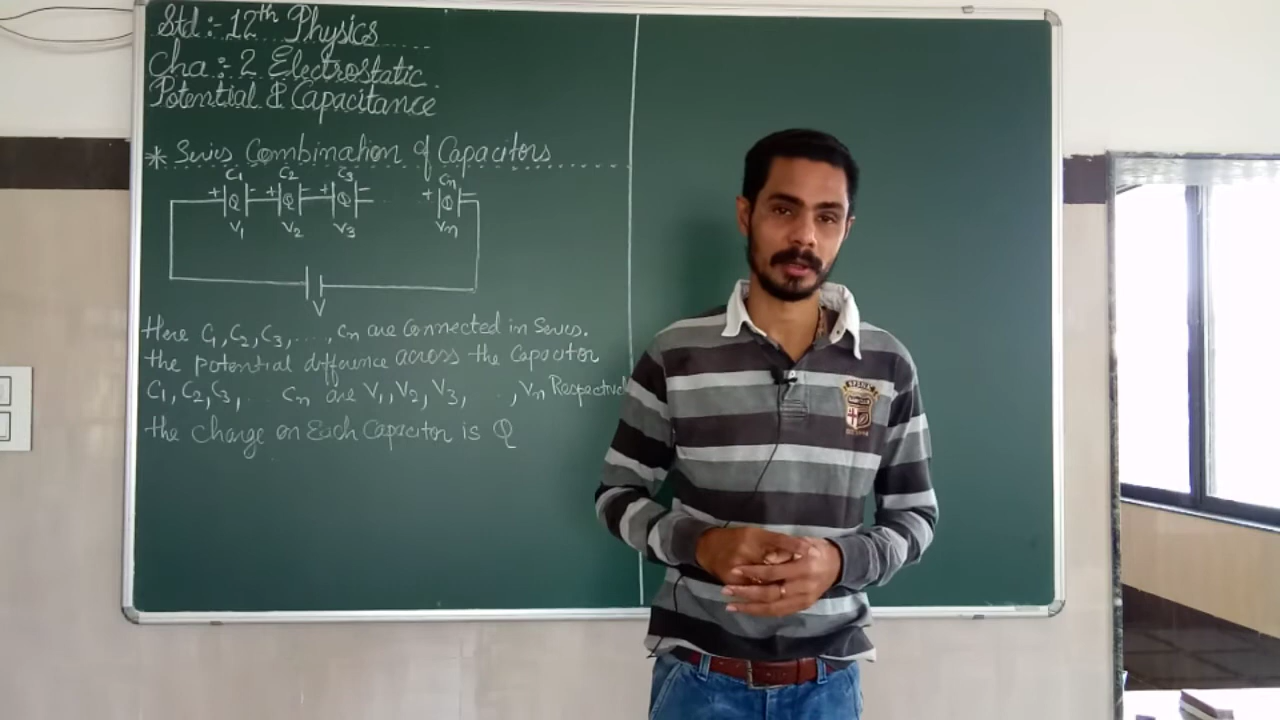 Std :- 12th Physics
Cha :- 2 Electrostatic
Potential & Capacitance
* Series Combination of Capacitors
C1 C2 C3 Cn
+ - + - + - + -
Q Q Q Q
V1 V2 V3 Vn
V
Here C1, C2, C3, ...., Cn are connected in Series.
the potential difference across the Capacitor
C1, C2, C3, .. Cn are V1, V2, V3, .., Vn
the charge on Each Capacitor is Q